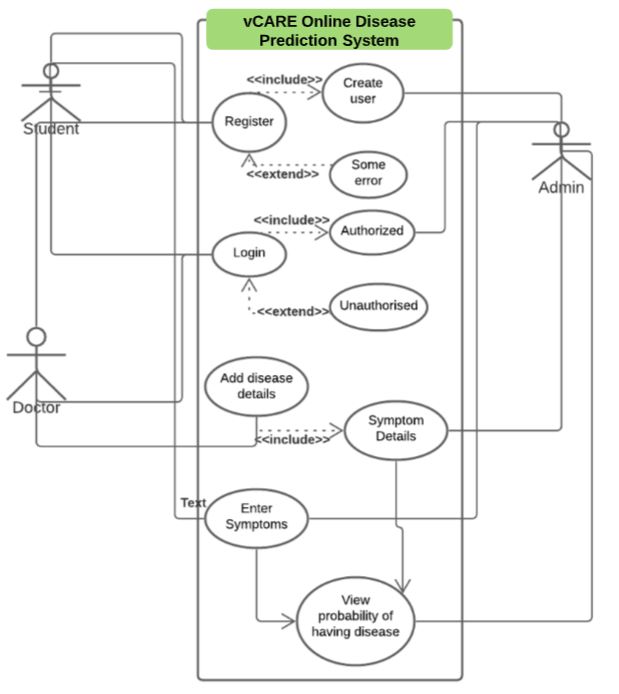 vCARE Online Disease
Prediction System
<<include>>
Create
user
Register
Student
Some
error
<<extend>>
Admin
<<include>>
Authorized
Login
Unauthorised
<<extend>>
Add disease
details
Doctor
Symptom
Details
<<include>>
Text
Enter
Symptoms
View
probability of
having disease